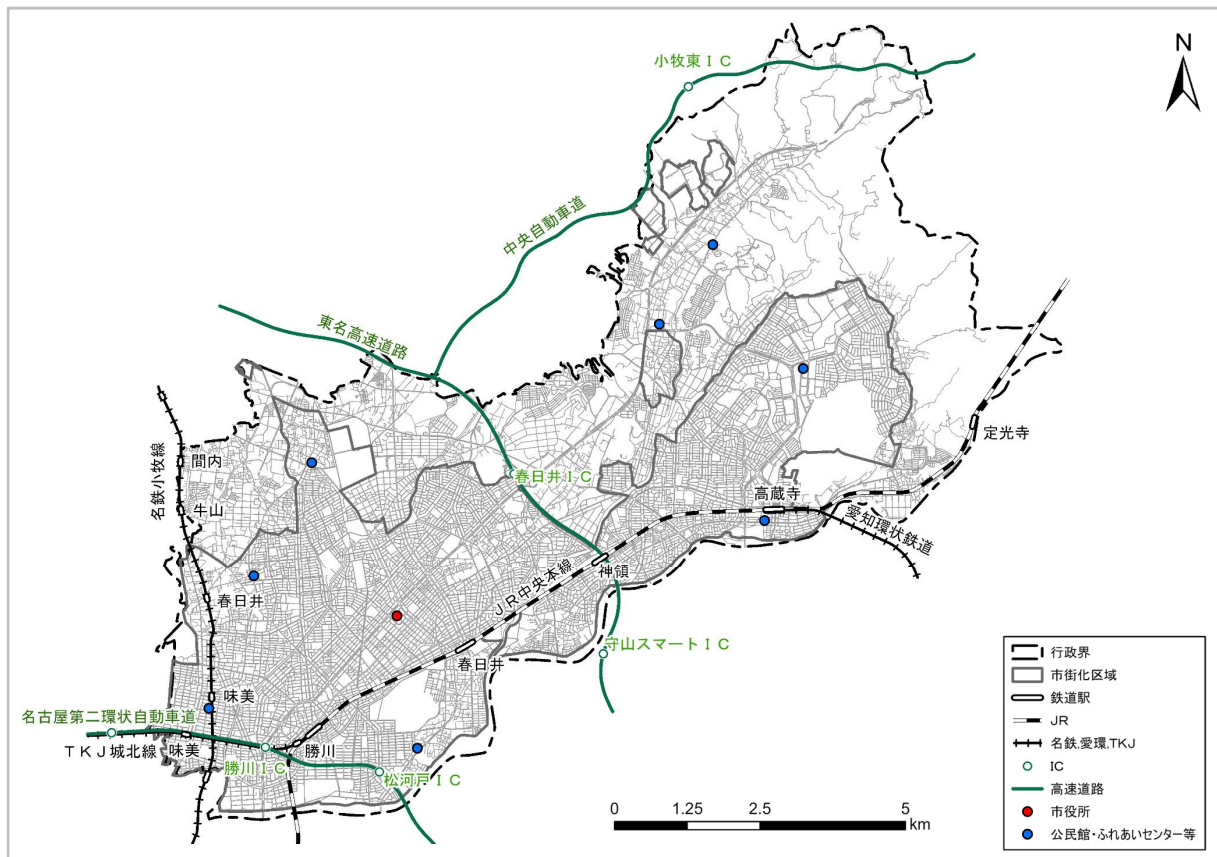 N
小牧東ＩＣ
中央自動車道
東名高速道路
定光寺
名鉄小牧線
間内
春日井ＩＣ
高蔵寺
牛山
愛知環状鉄道
神領
ＪＲ中央本線
春日井
守山スマートＩＣ
春日井
味美
名古屋第二環状自動車道
ＴＫＪ城北線
味美
勝川
勝川ＩＣ
松河戸ＩＣ
0 1.25 2.5 5
km
行政界
市街化区域
鉄道駅
JR
名鉄,愛環,TKJ
IC
高速道路
市役所
公民館・ふれあいセンター等